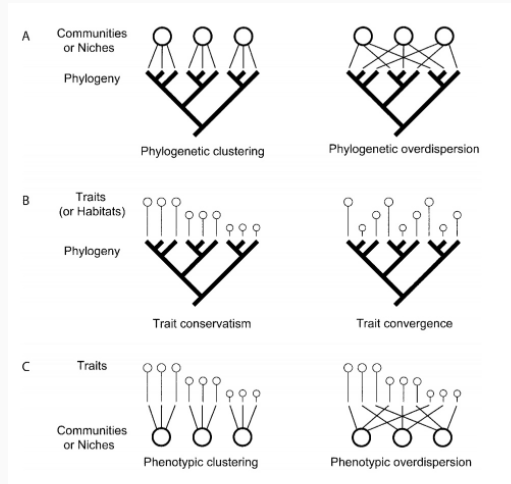 A
Communities
or Niches
Phylogeny
Phylogenetic clustering
Phylogenetic overdispersion
B
Traits
(or Habitats)
Phylogeny
Trait conservatism
Trait convergence
C
Traits
Communities
or Niches
Phenotypic clustering
Phenotypic overdispersion